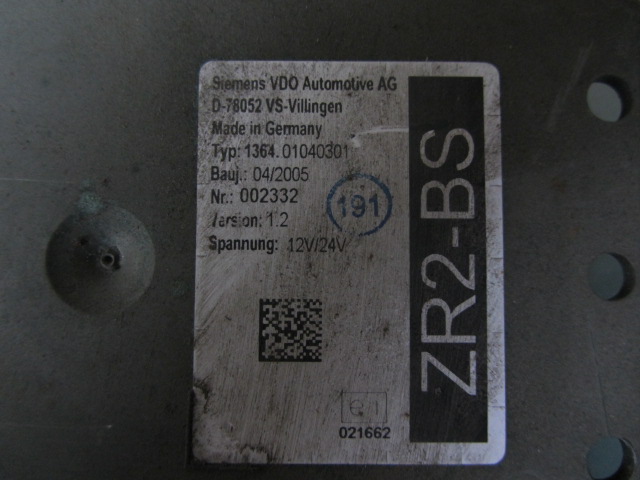 Siemens VDO Automotive AG
D-78052 VS-Villingen
Made in Germany
Typ: 1364.01040301
Bauj.: 04/2005
Nr.: 002332
191
Version: 1.2
Spannung: 12V/24V
ZR2-BS
e1
021662